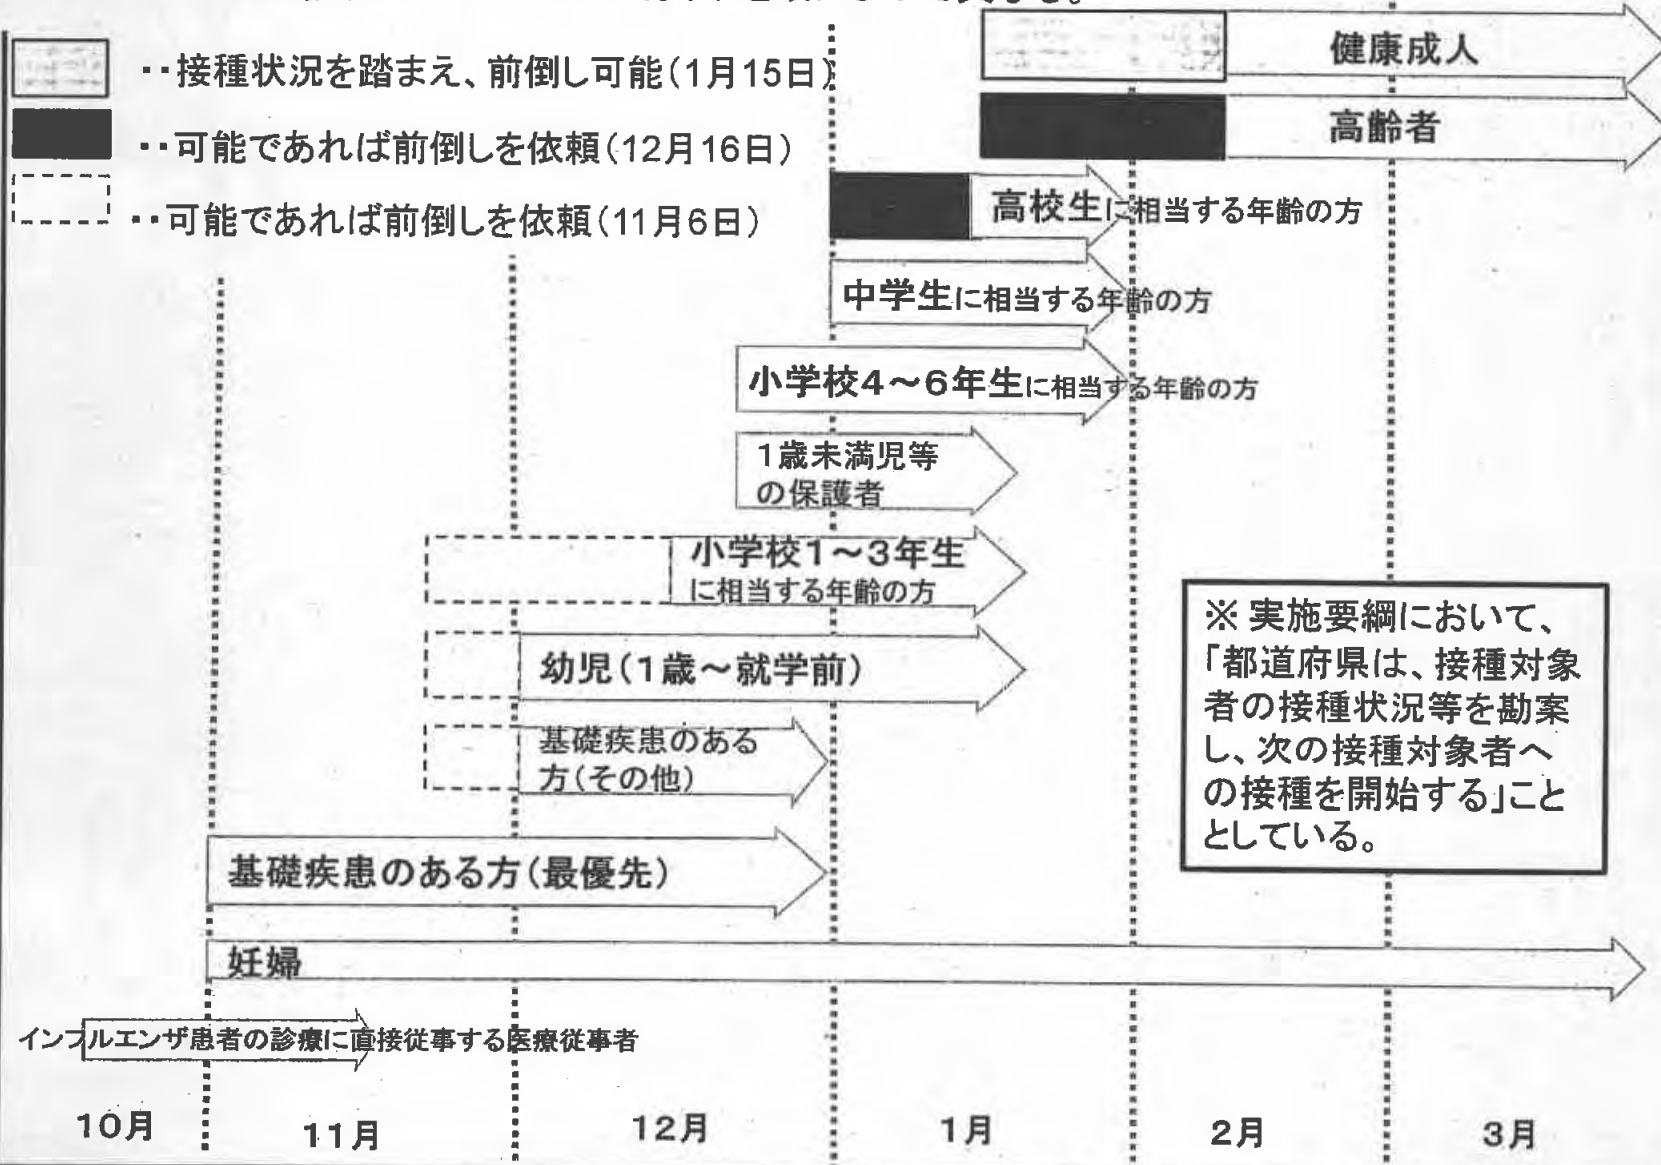 ・・接種状況を踏まえ、前倒し可能(1月15日)
・・可能であれば前倒しを依頼(12月16日)
・・可能であれば前倒しを依頼(11月6日)
健康成人
高齢者
高校生に相当する年齢の方
中学生に相当する年齢の方
小学校4～6年生に相当する年齢の方
1歳未満児等
の保護者
小学校1～3年生
に相当する年齢の方
幼児(1歳～就学前)
基礎疾患のある
方(その他)
基礎疾患のある方(最優先)
妊婦
インフルエンザ患者の診療に直接従事する医療従事者
※ 実施要綱において、
「都道府県は、接種対象
者の接種状況等を勘案
し、次の接種対象者へ
の接種を開始する」こと
としている。
10月
11月
12月
1月
2月
3月